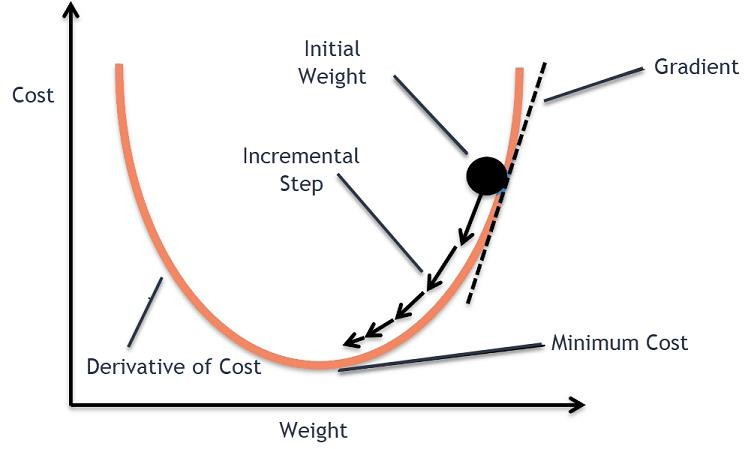 Initial
Weight
Gradient
Cost
Incremental
Step
Minimum Cost
Derivative of Cost
Weight